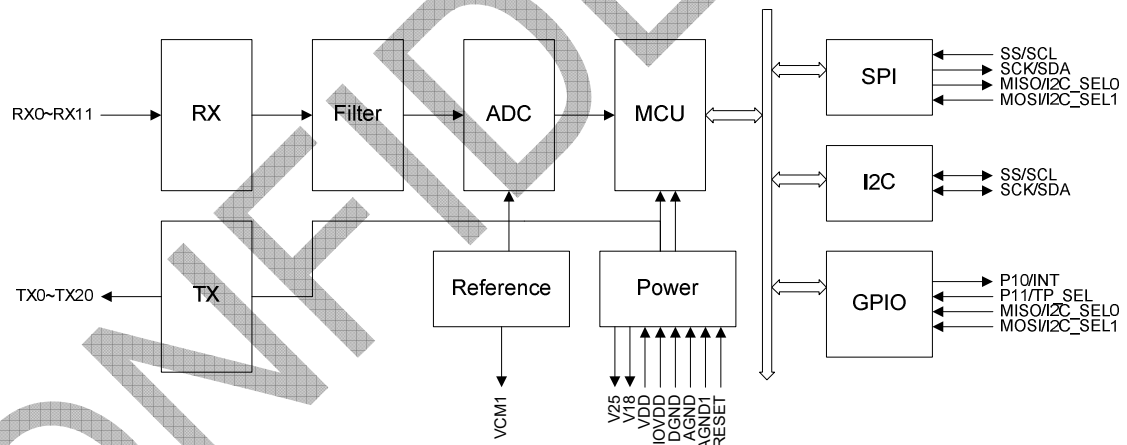 RX0~RX11
RX
Filter
ADC
MCU
SPI
SS/SCL
SCK/SDA
MISO/I2C_SEL0
MOSI/I2C_SEL1
I2C
SS/SCL
SCK/SDA
TX0~TX20
TX
Reference
Power
GPIO
P10/INT
P11/TP_SEL
MISO/I2C_SEL0
MOSI/I2C_SEL1
VCM1
V25
V18
VDD
IOVDD
DGND
AGND
AGND1
RESET